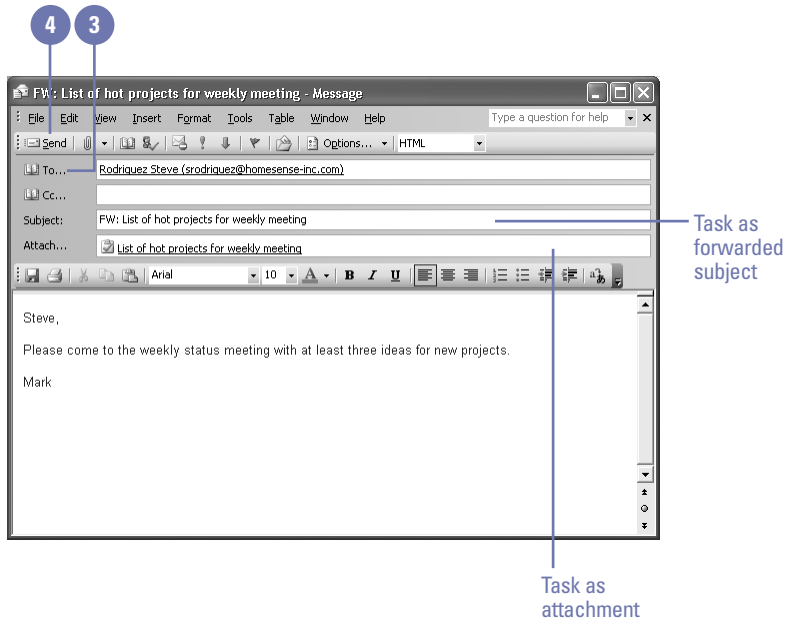 4 3
FW: List of hot projects for weekly meeting - Message
File Edit View Insert Format Tools Table Window Help Type a question for help
Send Options... HTML
To... Rodriquez Steve (srodriquez@homesense-inc.com)
Cc...
Subject: FW: List of hot projects for weekly meeting
Attach... List of hot projects for weekly meeting
Task as
forwarded
subject
Arial 10 A B I U
Steve,
Please come to the weekly status meeting with at least three ideas for new projects.
Mark
Task as
attachment